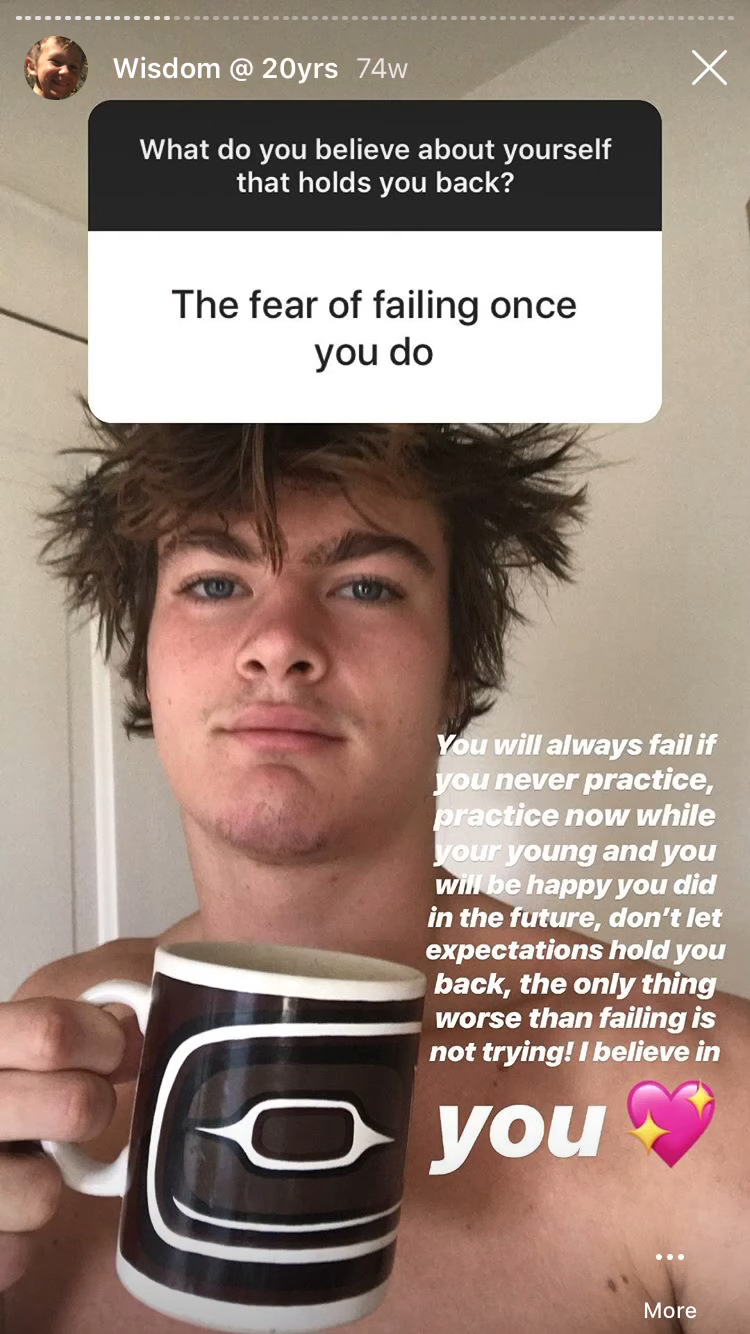 Wisdom @ 20yrs 74w
What do you believe about yourself
that holds you back?
The fear of failing once
you do
You will always fail if
you never practice,
practice now while
your young and you
will be happy you did
in the future, don’t let
expectations hold you
back, the only thing
worse than failing is
not trying! I believe in
you 💖
More